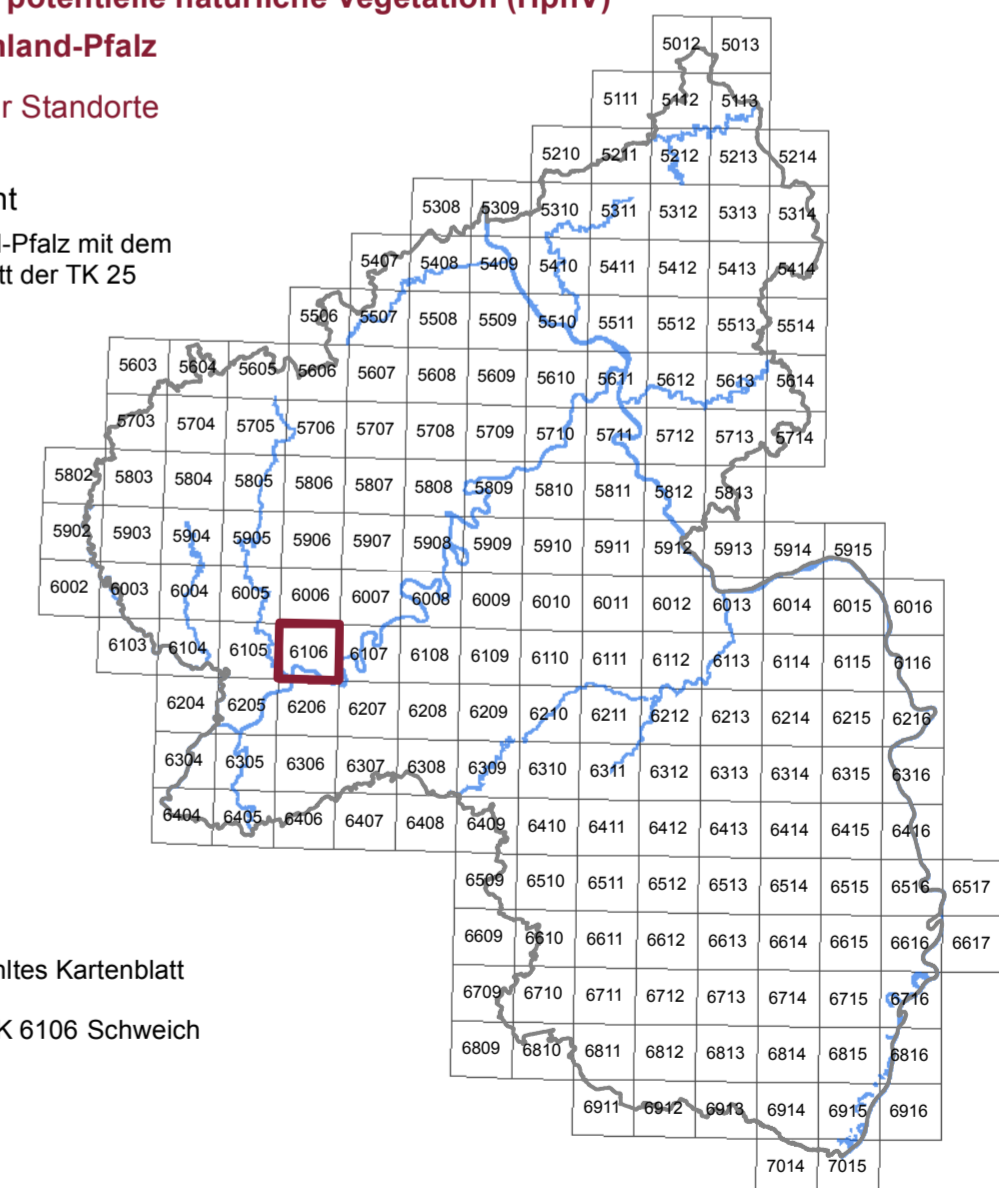 potentielle natürliche Vegetation (HpnV)
nland-Pfalz
r Standorte
ht
l-Pfalz mit dem
tt der TK 25
5012 5013
5111 5112 5113
5210 5211 5212 5213 5214
5308 5309 5310 5311 5312 5313 5314
5407 5408 5409 5410 5411 5412 5413 5414
5506 5507 5508 5509 5510 5511 5512 5513 5514
5603 5604 5605 5606 5607 5608 5609 5610 5611 5612 5613 5614
5703 5704 5705 5706 5707 5708 5709 5710 5711 5712 5713 5714
5802 5803 5804 5805 5806 5807 5808 5809 5810 5811 5812 5813
5902 5903 5904 5905 5906 5907 5908 5909 5910 5911 5912 5913 5914 5915
6002 6003 6004 6005 6006 6007 6008 6009 6010 6011 6012 6013 6014 6015 6016
6103 6104 6105 6106 6107 6108 6109 6110 6111 6112 6113 6114 6115 6116
6204 6205 6206 6207 6208 6209 6210 6211 6212 6213 6214 6215 6216
6304 6305 6306 6307 6308 6309 6310 6311 6312 6313 6314 6315 6316
6404 6405 6406 6407 6408 6409 6410 6411 6412 6413 6414 6415 6416
6509 6510 6511 6512 6513 6514 6515 6516 6517
6609 6610 6611 6612 6613 6614 6615 6616 6617
hltes Kartenblatt
6709 6710 6711 6712 6713 6714 6715 6716
K 6106 Schweich
6809 6810 6811 6812 6813 6814 6815 6816
6911 6912 6913 6914 6915 6916
7014 7015